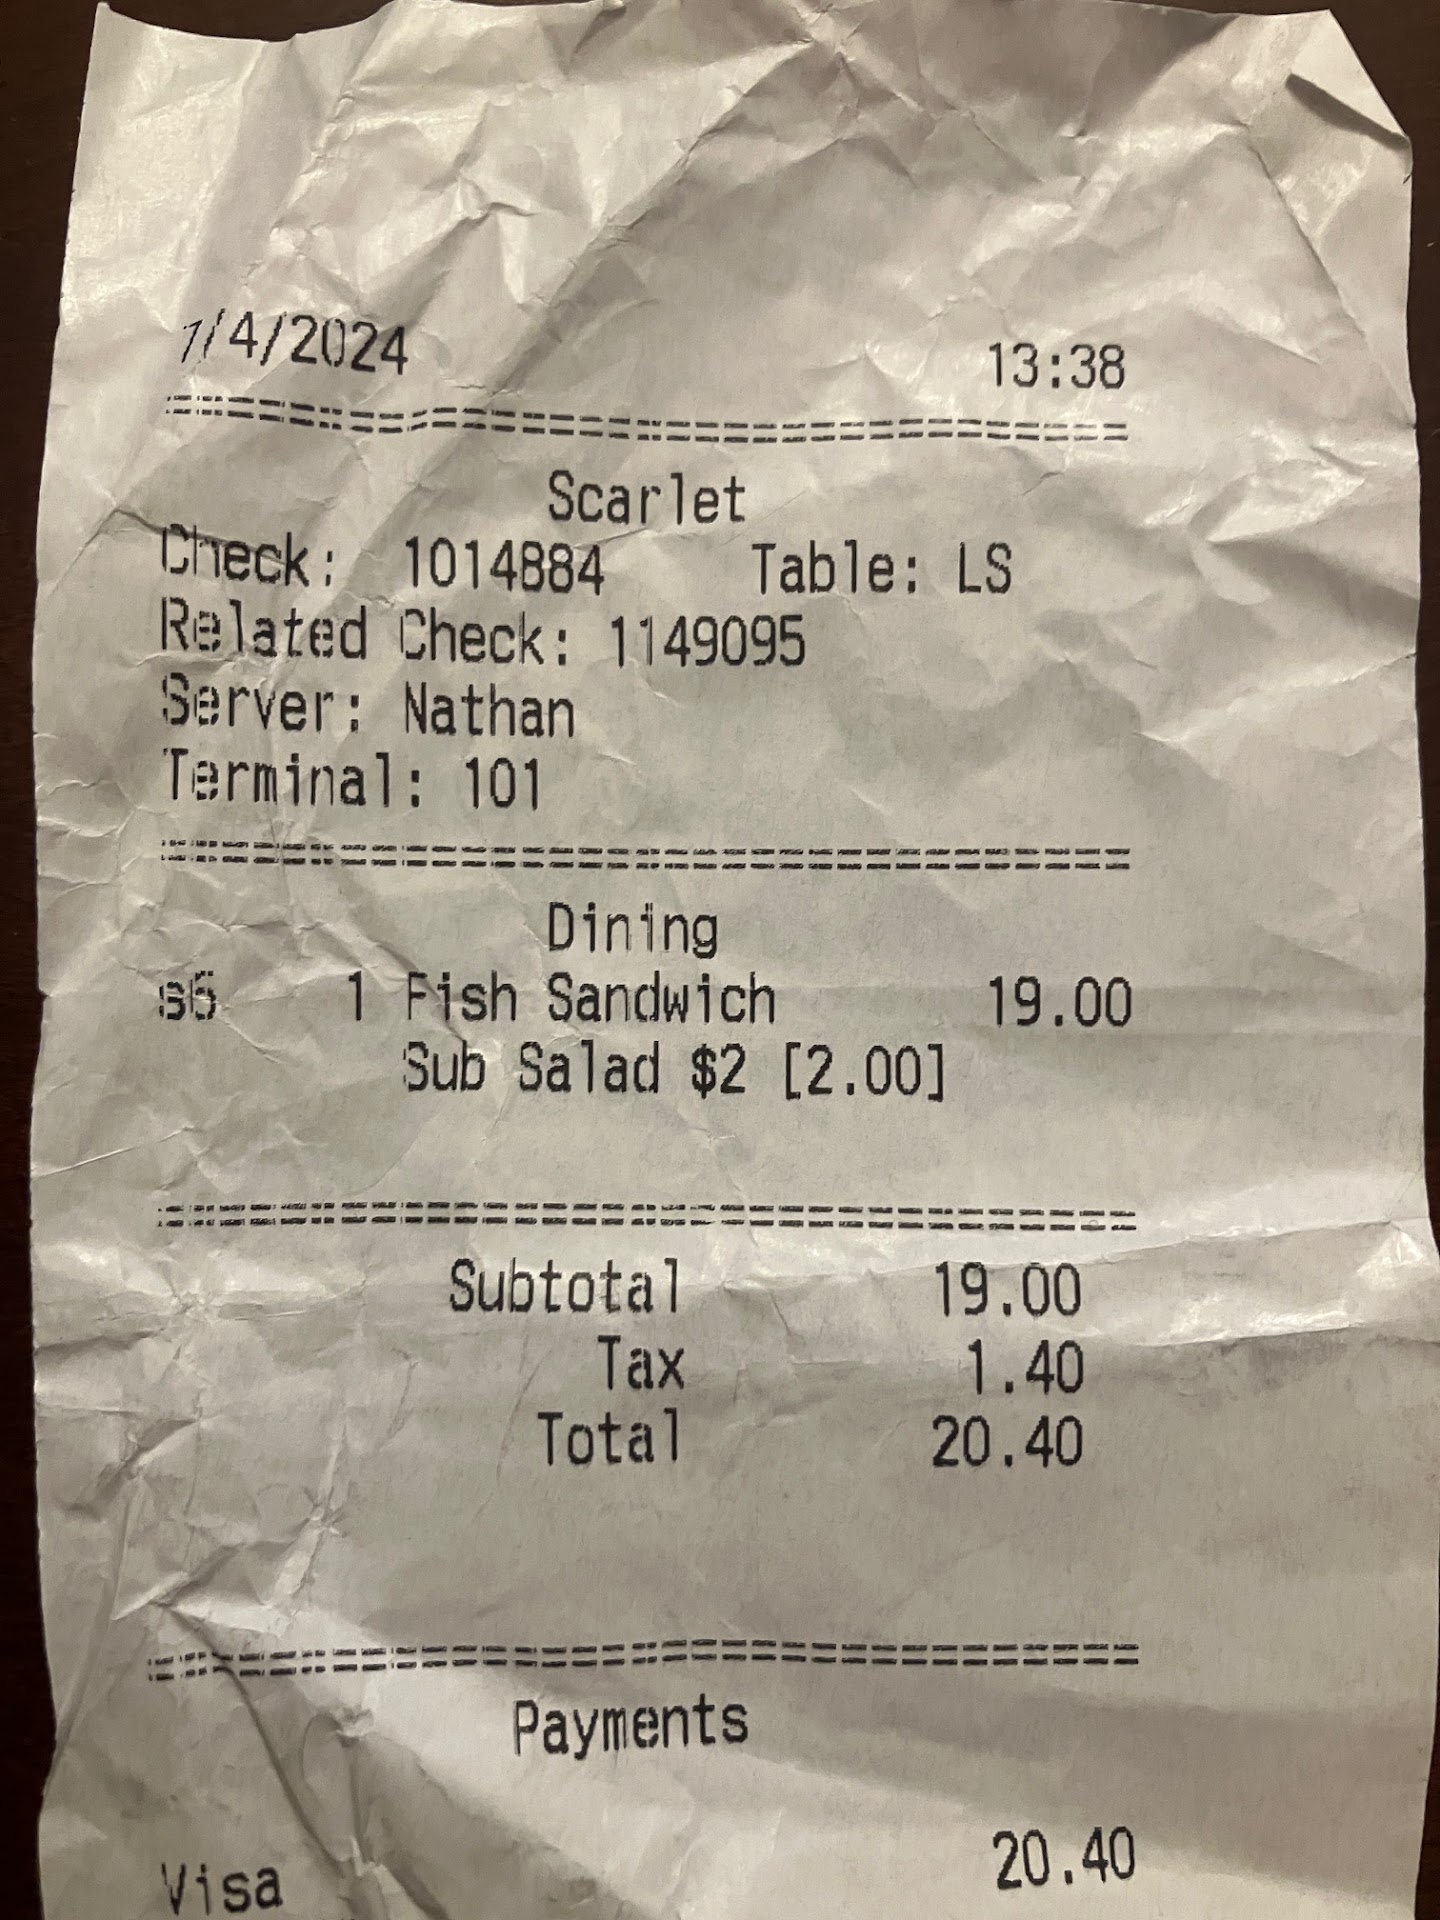 7/4/2024 13:38
Scarlet
Check: 1014884 Table: LS
Related Check: 1149095
Server: Nathan
Terminal: 101
Dining
s6 1 Fish Sandwich 19.00
Sub Salad $2 [2.00]
Subtotal 19.00
Tax 1.40
Total 20.40
Payments
Visa 20.40